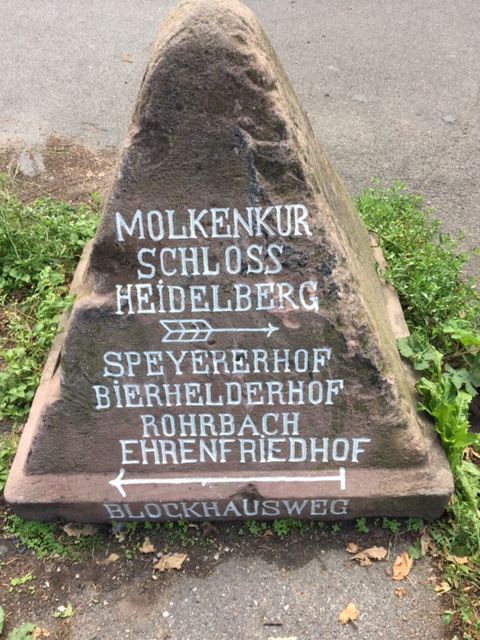 MOLKENKUR
SCHLOSS
HEIDELBERG
SPEYERERHOF
BIERHELDERHOF
ROHRBACH
EHRENFRIEDHOF
BLOCKHAUSWEG